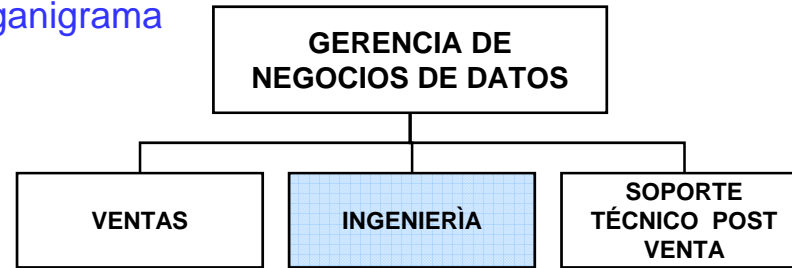 ganigrama
GERENCIA DE
NEGOCIOS DE DATOS
VENTAS
INGENIERÌA
SOPORTE
TÉCNICO POST
VENTA